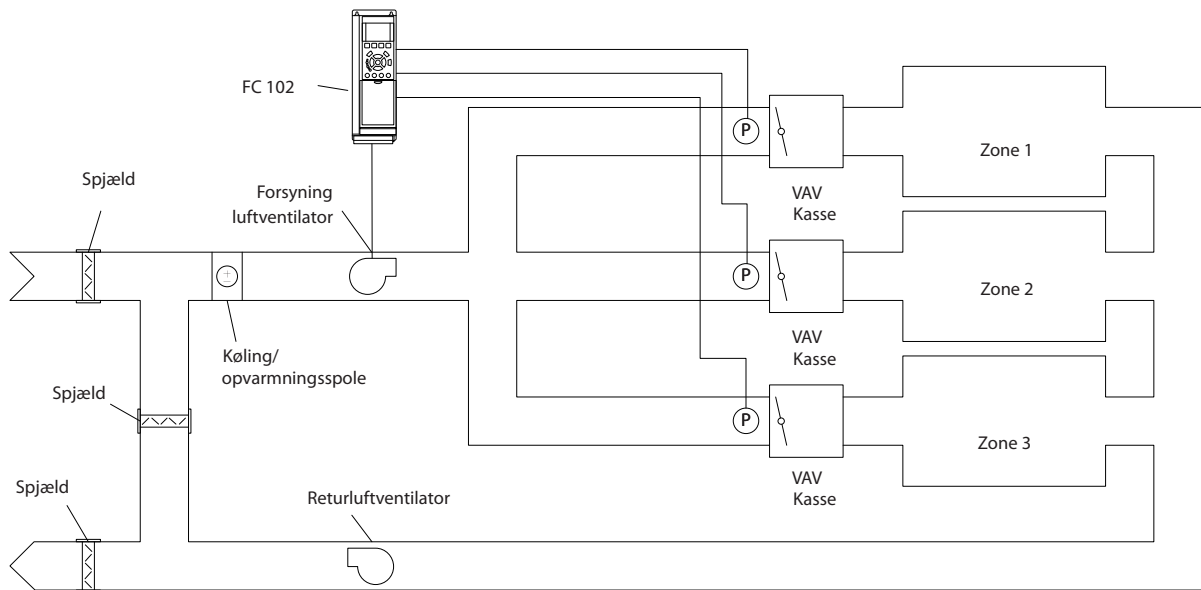 FC 102
Spjæld
Forsyning
luftventilator
P
Zone 1
VAV
Kasse
P
Zone 2
VAV
Kasse
Køling/
opvarmningsspole
Spjæld
P
Zone 3
VAV
Kasse
Spjæld
Returluftventilator